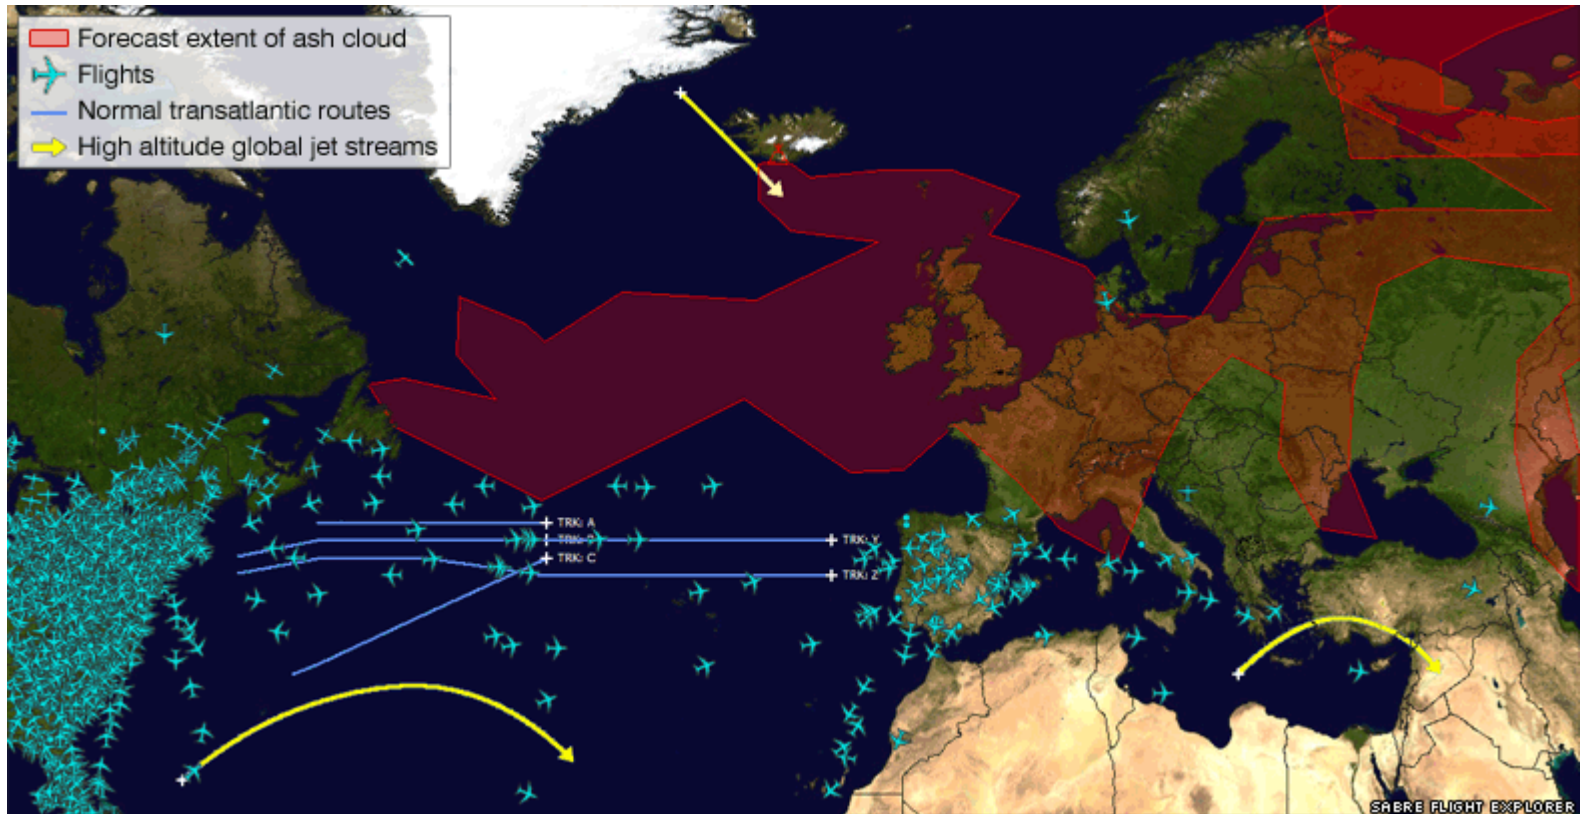 Forecast extent of ash cloud
Flights
Normal transatlantic routes
High altitude global jet streams
TRK: A
TRK:
TRK: Y
TRK: C
TRK: Z
SABRE FLIGHT EXPLORER